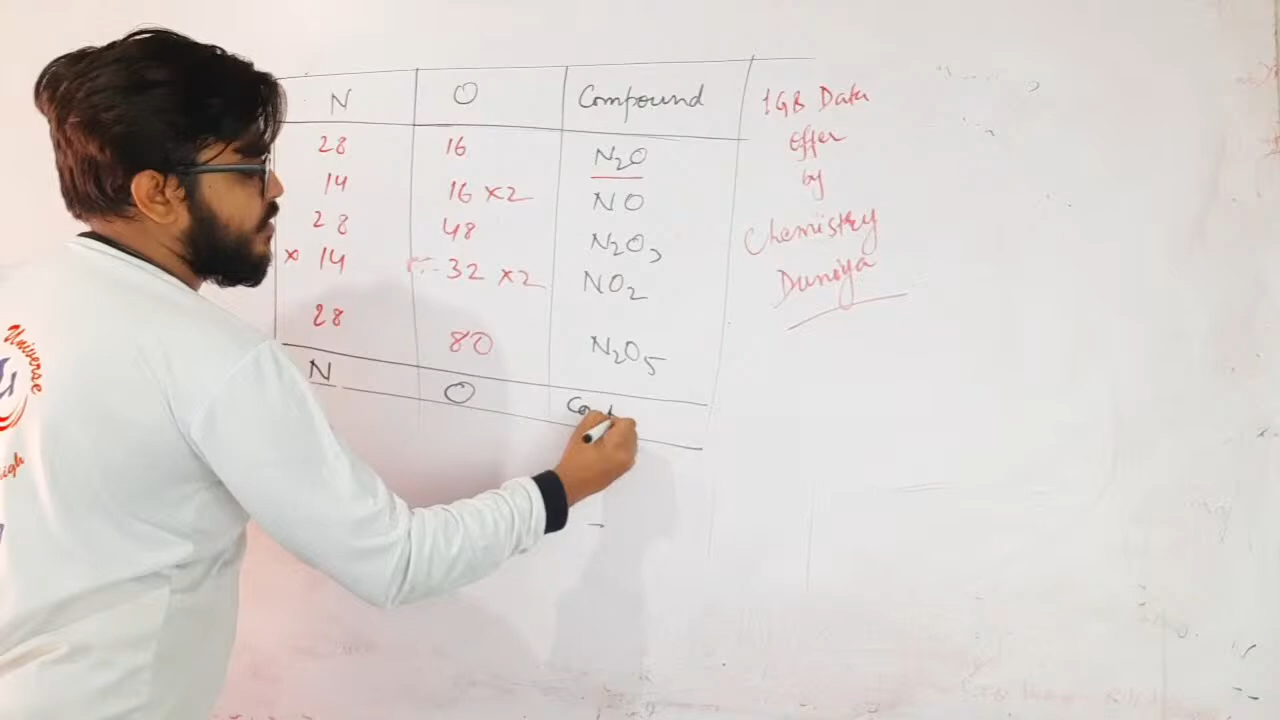 N O Compound 1GB Data
offer
28 16 N₂O
by
14 16 ×2 NO
28 48 N₂O₃ Chemistry
× 14 32 ×2 NO₂ Duniya
28
80 N₂O₅
N O
Universe